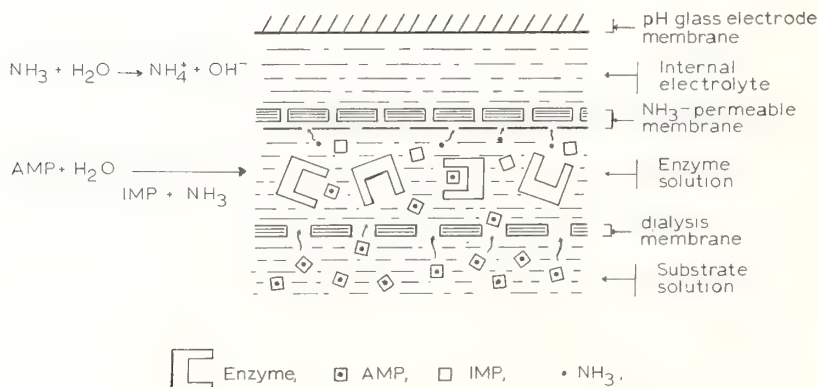 pH glass electrode
membrane
NH3 + H2O → NH4+ + OH−
Internal
electrolyte
NH3−permeable
membrane
AMP + H2O
IMP + NH3
Enzyme
solution
dialysis
membrane
Substrate
solution
Enzyme, AMP, IMP, NH3,